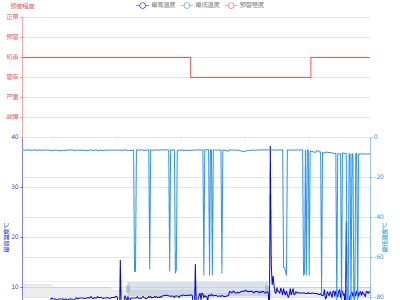 预警程度
最高温度 最低温度 预警程度
正常
预警
初级
警告
严重
故障
40
30
20
10
最高温度℃
0
-20
-40
-60
-80
最低温度℃